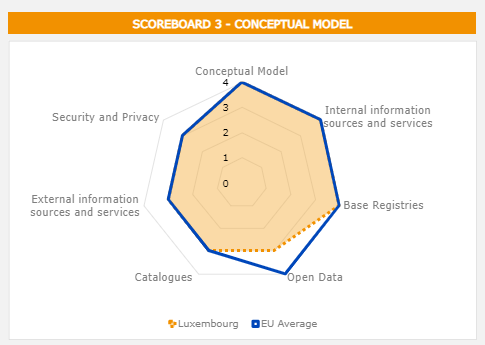 SCOREBOARD 3 - CONCEPTUAL MODEL
Conceptual Model
4
3
2
1
0
Internal information
sources and services
Base Registries
Open Data
Catalogues
External information
sources and services
Security and Privacy
Luxembourg
EU Average